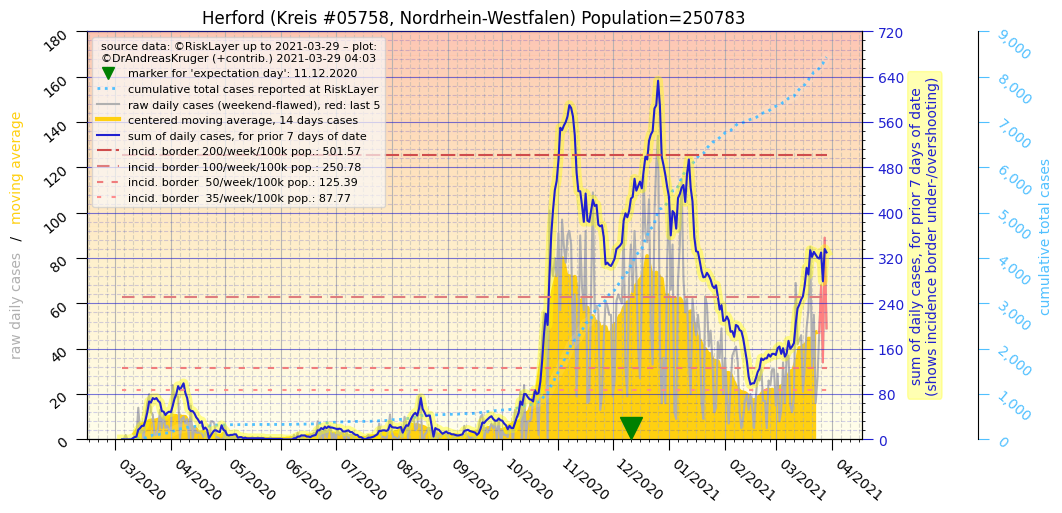 Herford (Kreis #05758, Nordrhein-Westfalen) Population=250783
source data: ©RiskLayer up to 2021-03-29 – plot:
©DrAndreasKruger (+contrib.) 2021-03-29 04:03
marker for 'expectation day': 11.12.2020
cumulative total cases reported at RiskLayer
raw daily cases (weekend-flawed), red: last 5
centered moving average, 14 days cases
sum of daily cases, for prior 7 days of date
incid. border 200/week/100k pop.: 501.57
incid. border 100/week/100k pop.: 250.78
incid. border  50/week/100k pop.: 125.39
incid. border  35/week/100k pop.: 87.77
raw daily cases / moving average
180
160
140
120
100
80
60
40
20
0
03/2020
04/2020
05/2020
06/2020
07/2020
08/2020
09/2020
10/2020
11/2020
12/2020
01/2021
02/2021
03/2021
04/2021
720
640
560
480
400
320
240
160
80
0
sum of daily cases, for prior 7 days of date
(shows incidence border under-/overshooting)
9,000
8,000
7,000
6,000
5,000
4,000
3,000
2,000
1,000
0
cumulative total cases